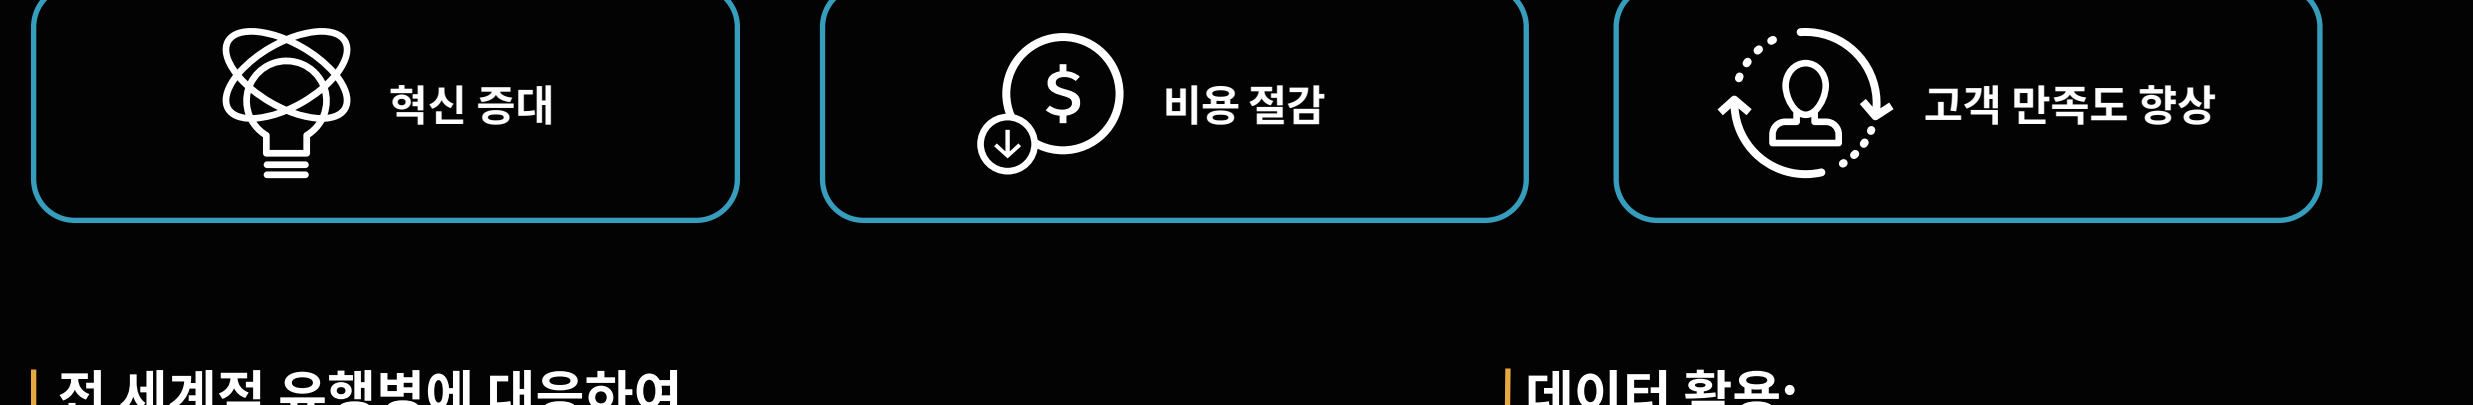 혁신 증대
비용 절감
고객 만족도 향상
전 세계적 유행병에 대응하여
데이터 활용: